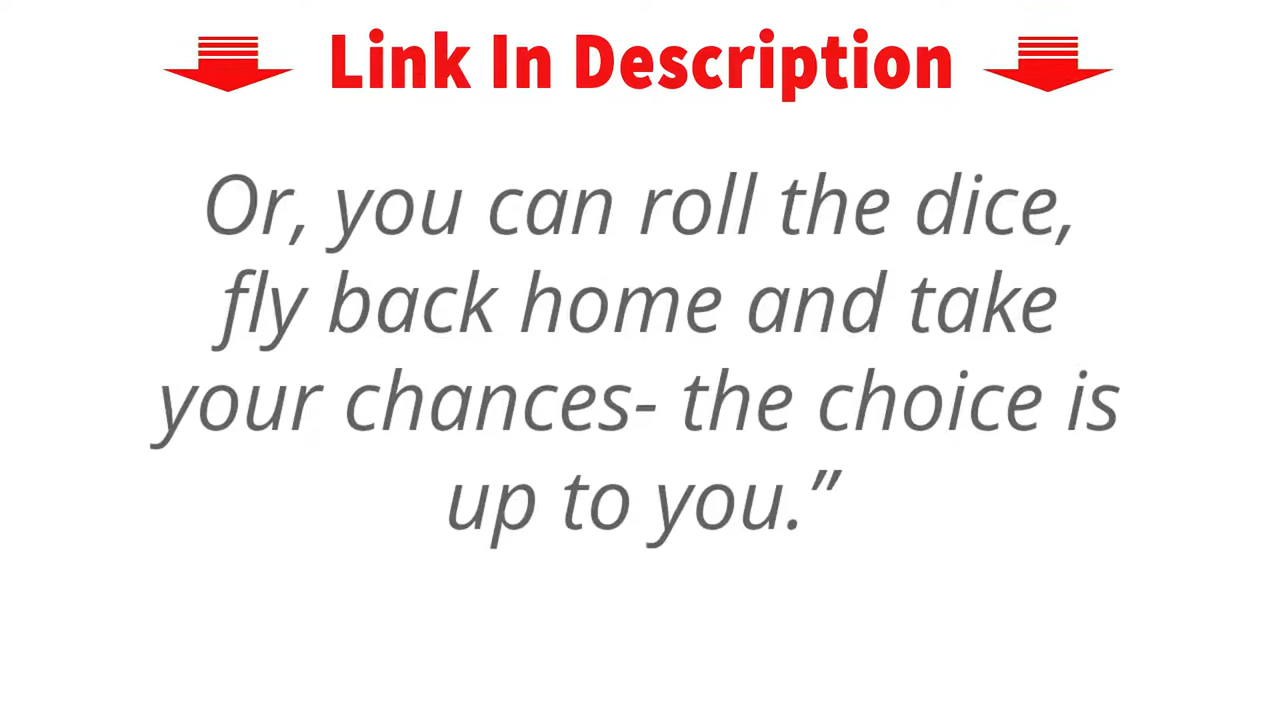 Link In Description
Or, you can roll the dice,
fly back home and take
your chances- the choice is
up to you.”